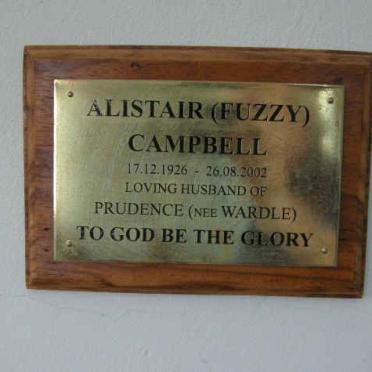 ALISTAIR (FUZZY)
CAMPBELL
17.12.1926 - 26.08.2002
LOVING HUSBAND OF
PRUDENCE (NEE WARDLE)
TO GOD BE THE GLORY